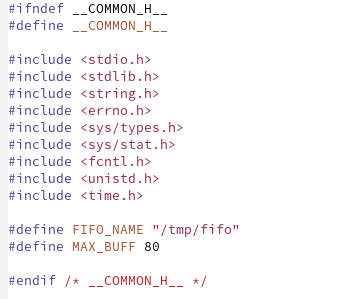 #ifndef __COMMON_H__
#define __COMMON_H__
#include <stdio.h>
#include <stdlib.h>
#include <string.h>
#include <errno.h>
#include <sys/types.h>
#include <sys/stat.h>
#include <fcntl.h>
#include <unistd.h>
#include <time.h>
#define FIFO_NAME "/tmp/fifo"
#define MAX_BUFF 80
#endif /* __COMMON_H__ */